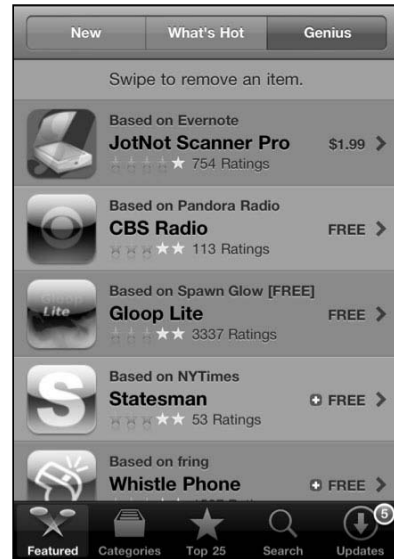 New What's Hot Genius
Swipe to remove an item.
Based on Evernote
JotNot Scanner Pro $1.99
754 Ratings
Based on Pandora Radio
CBS Radio FREE
113 Ratings
Based on Spawn Glow [FREE]
Gloop Lite FREE
3337 Ratings
Based on NYTimes
S
Statesman FREE
53 Ratings
Based on fring
Whistle Phone FREE
5
Featured Categories Top 25 Search Updates